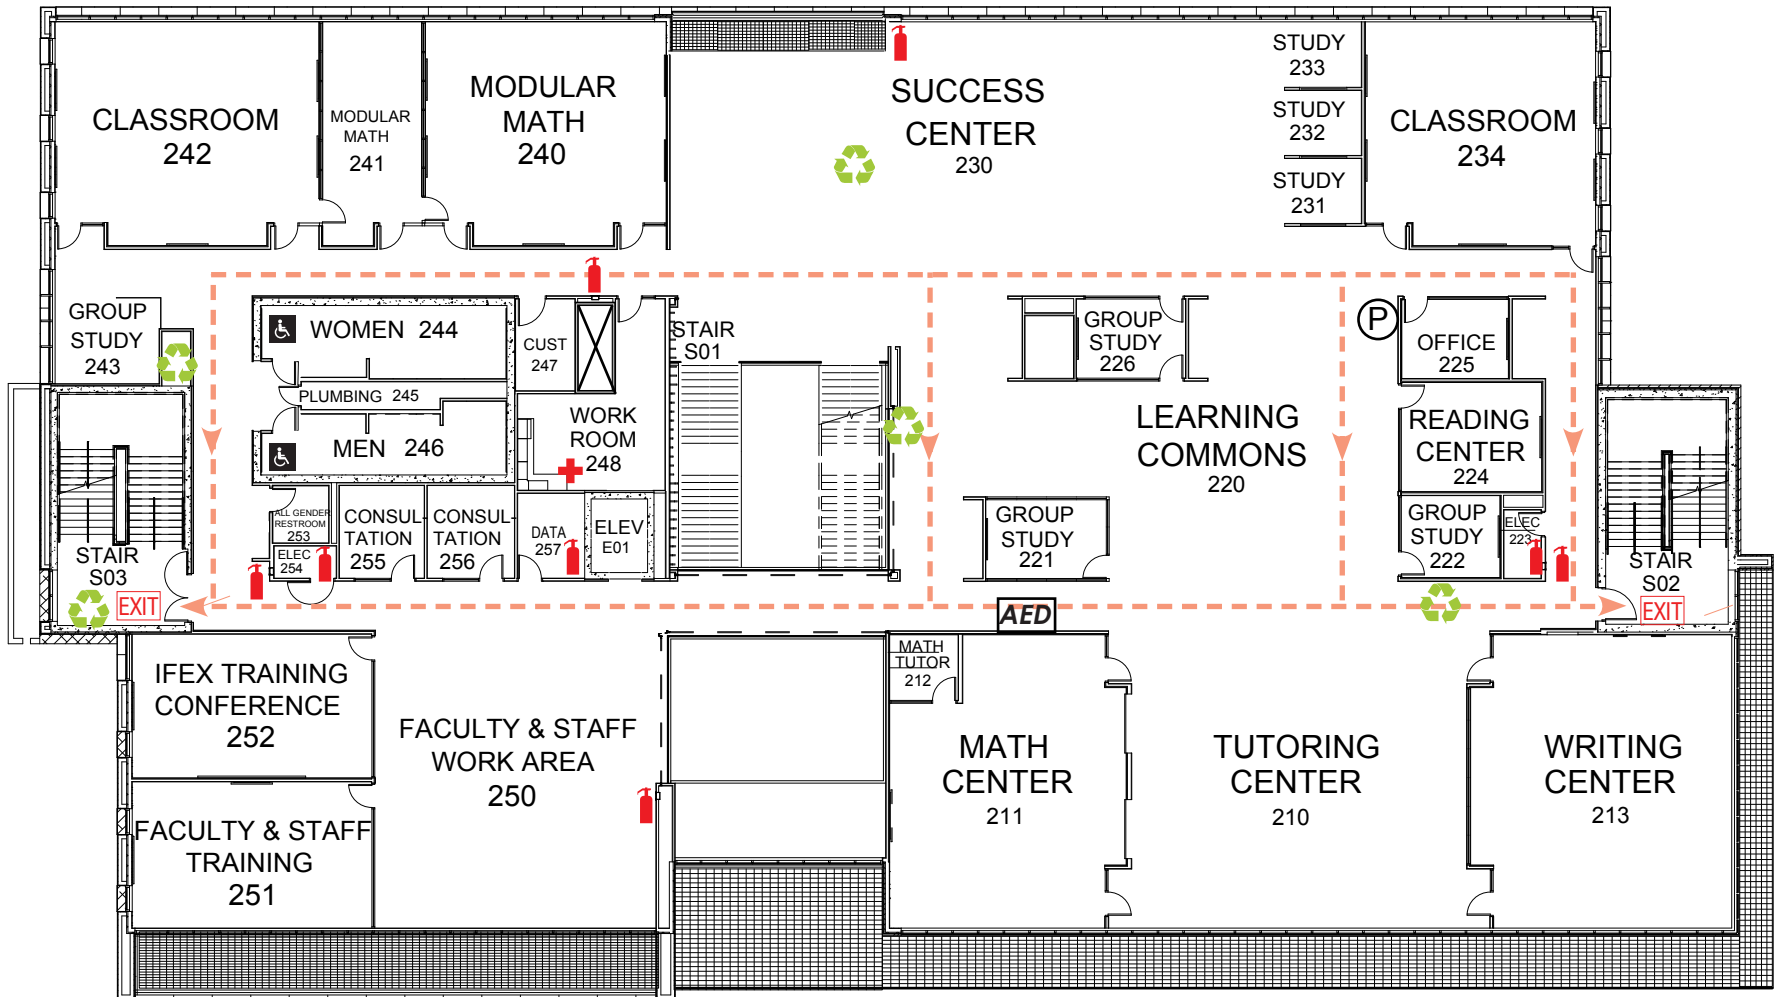 CLASSROOM
242
MODULAR
MATH
241
MODULAR
MATH
240
SUCCESS
CENTER
230
STUDY
233
STUDY
232
STUDY
231
CLASSROOM
234
GROUP
STUDY
243
WOMEN 244
PLUMBING 245
MEN 246
CUST
247
WORK
ROOM
248
STAIR
S01
GROUP
STUDY
226
P
OFFICE
225
LEARNING
COMMONS
220
READING
CENTER
224
STAIR
S03
EXIT
ALL GENDER
RESTROOM
253
ELEC
254
CONSUL-
TATION
255
CONSUL-
TATION
256
DATA
257
ELEV
E01
GROUP
STUDY
221
GROUP
STUDY
222
ELEC
223
STAIR
S02
EXIT
AED
IFEX TRAINING
CONFERENCE
252
FACULTY & STAFF
TRAINING
251
FACULTY & STAFF
WORK AREA
250
MATH
TUTOR
212
MATH
CENTER
211
TUTORING
CENTER
210
WRITING
CENTER
213